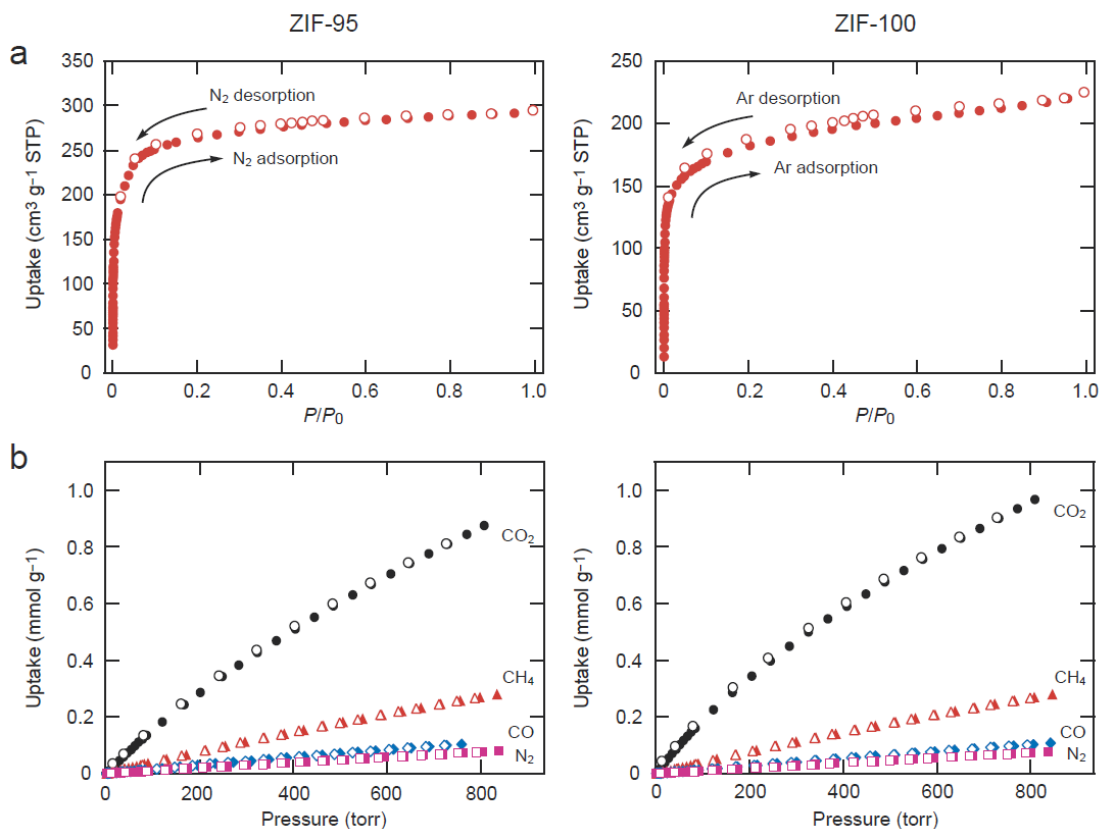 ZIF-95
ZIF-100
a
Uptake (cm³ g⁻¹ STP)
350
300
250
200
150
300
100
50
0
N₂ desorption
N₂ adsorption
0
0.2
0.4
0.6
0.8
1.0
P/P₀
Uptake (cm³ g⁻¹ STP)
250
200
150
100
50
0
Ar desorption
Ar adsorption
0
0.2
0.4
0.6
0.8
1.0
P/P₀
b
Uptake (mmol g⁻¹)
1.0
0.8
0.6
0.4
0.2
0
CO₂
CH₄
CO
N₂
0
200
400
600
800
Pressure (torr)
Uptake (mmol g⁻¹)
1.0
0.8
0.6
0.4
0.2
0
CO₂
CH₄
CO
N₂
0
200
400
600
800
Pressure (torr)